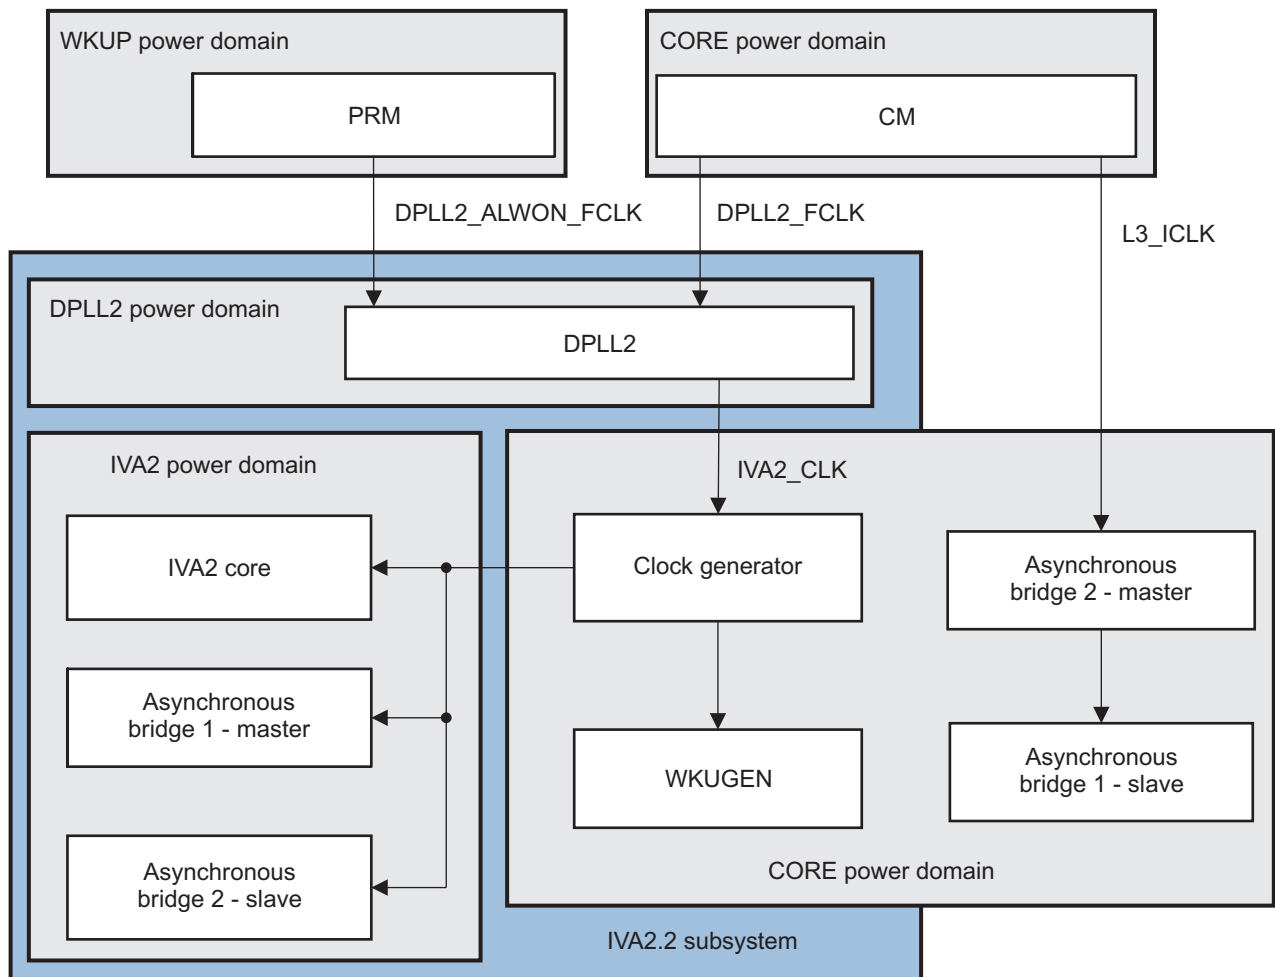 WKUP power domain
CORE power domain
PRM
CM
DPLL2_ALWON_FCLK
DPLL2_FCLK
L3_ICLK
DPLL2 power domain
DPLL2
IVA2 power domain
IVA2_CLK
IVA2 core
Clock generator
Asynchronous
bridge 2 - master
Asynchronous
bridge 1 - master
WKUGEN
Asynchronous
bridge 1 - slave
Asynchronous
bridge 2 - slave
CORE power domain
IVA2.2 subsystem